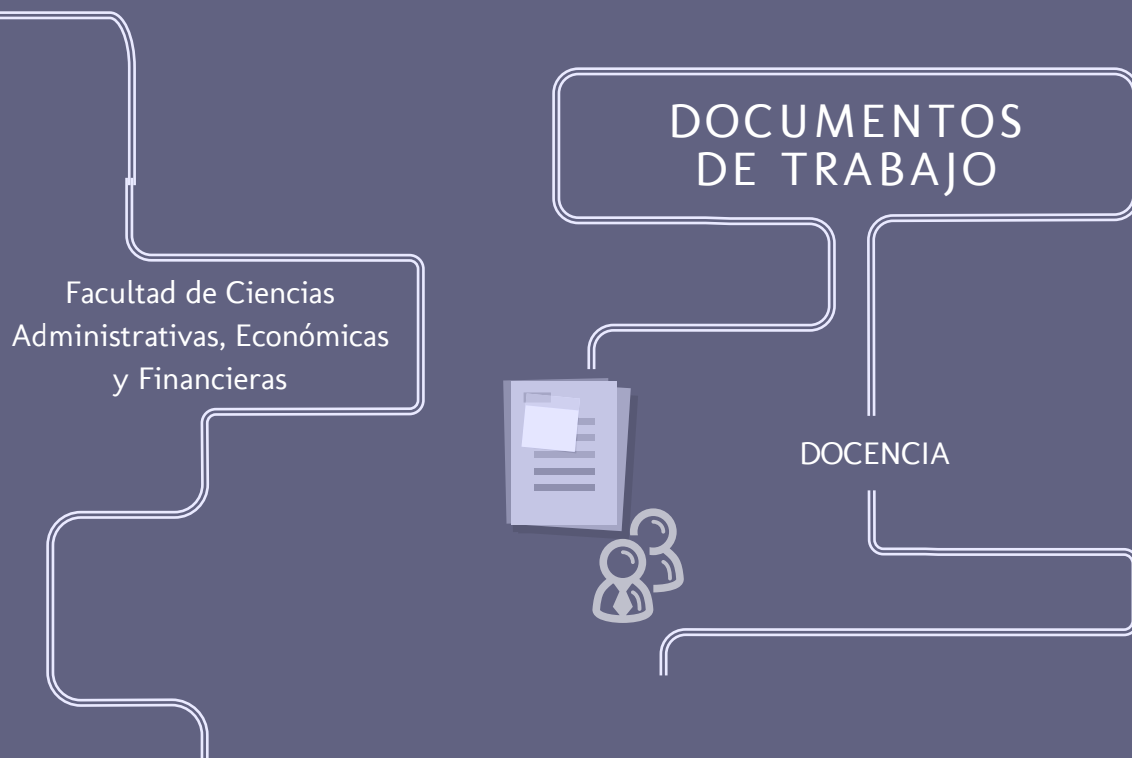 DOCUMENTOS
DE TRABAJO
Facultad de Ciencias
Administrativas, Económicas
y Financieras
DOCENCIA